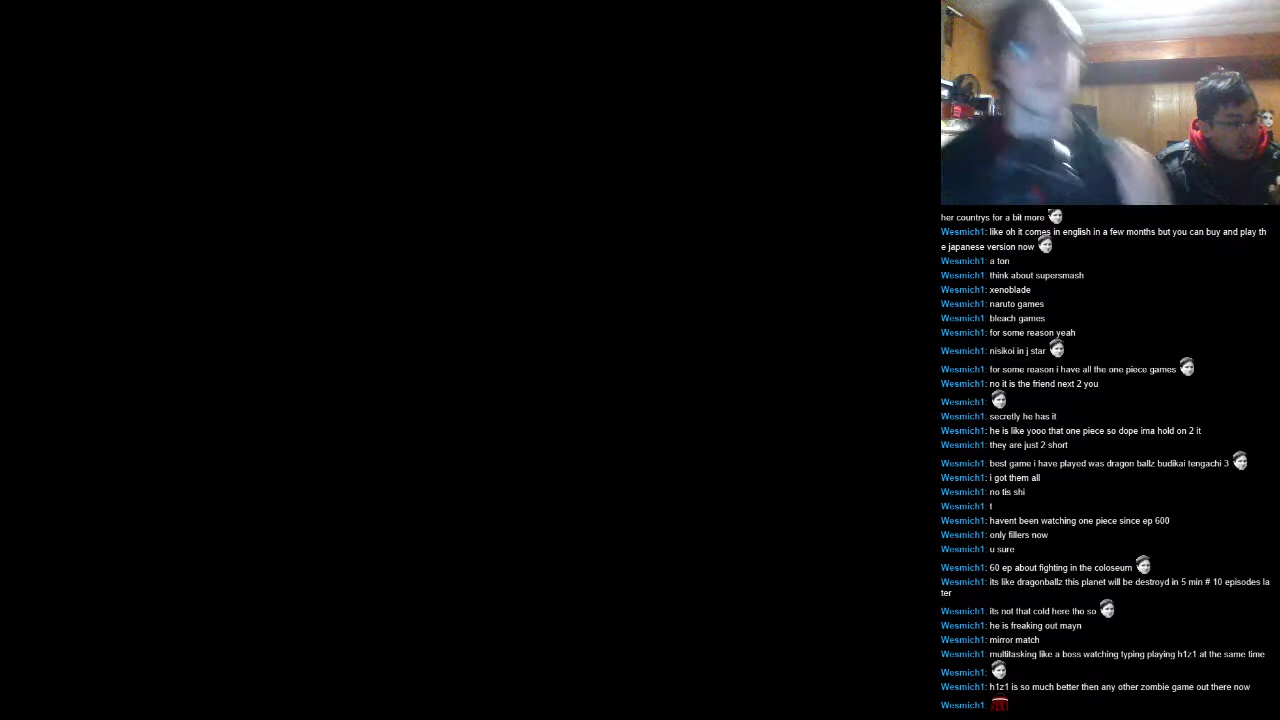 her countrys for a bit more
Wesmich1: like oh it comes in english in a few months but you can buy and play th
e japanese version now
Wesmich1: a ton
Wesmich1: think about supersmash
Wesmich1: xenoblade
Wesmich1: naruto games
Wesmich1: bleach games
Wesmich1: for some reason yeah
Wesmich1: nisikoi in j star
Wesmich1: for some reason i have all the one piece games
Wesmich1: no it is the friend next 2 you
Wesmich1:
Wesmich1: secretly he has it
Wesmich1: he is like yooo that one piece so dope ima hold on 2 it
Wesmich1: they are just 2 short
Wesmich1: best game i have played was dragon ballz budikai tengachi 3
Wesmich1: i got them all
Wesmich1: no tis shi
Wesmich1: t
Wesmich1: havent been watching one piece since ep 600
Wesmich1: only fillers now
Wesmich1: u sure
Wesmich1: 60 ep about fighting in the coloseum
Wesmich1: its like dragonballz this planet will be destroyd in 5 min # 10 episodes la
ter
Wesmich1: its not that cold here tho so
Wesmich1: he is freaking out mayn
Wesmich1: mirror match
Wesmich1: multitasking like a boss watching typing playing h1z1 at the same time
Wesmich1:
Wesmich1: h1z1 is so much better then any other zombie game out there now
Wesmich1: